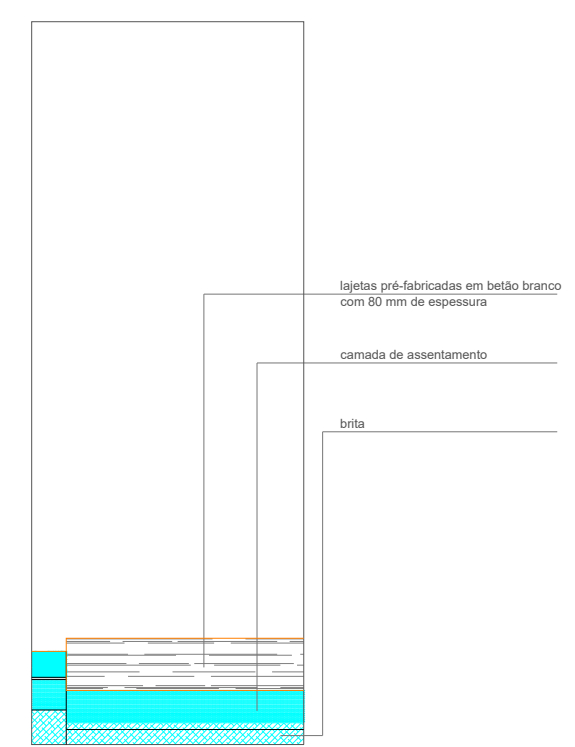 lajetas pré-fabricadas em betão branco
com 80 mm de espessura
camada de assentamento
brita